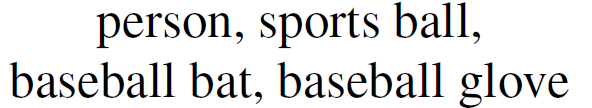 person, sports ball,
baseball bat, baseball glove